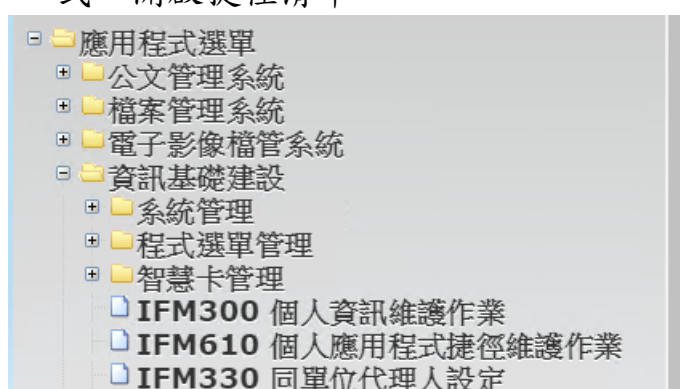 應用程式選單
公文管理系統
檔案管理系統
電子影像檔管系統
資訊基礎建設
系統管理
程式選單管理
智慧卡管理
IFM300 個人資訊維護作業
IFM610 個人應用程式捷徑維護作業
IFM330 同單位代理人設定